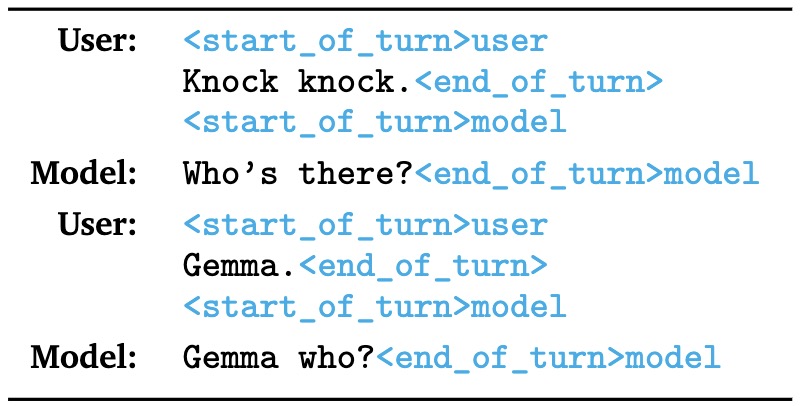 User: <start_of_turn>user
Knock knock.<end_of_turn>
<start_of_turn>model
Model: Who's there?<end_of_turn>model
User: <start_of_turn>user
Gemma.<end_of_turn>
<start_of_turn>model
Model: Gemma who?<end_of_turn>model